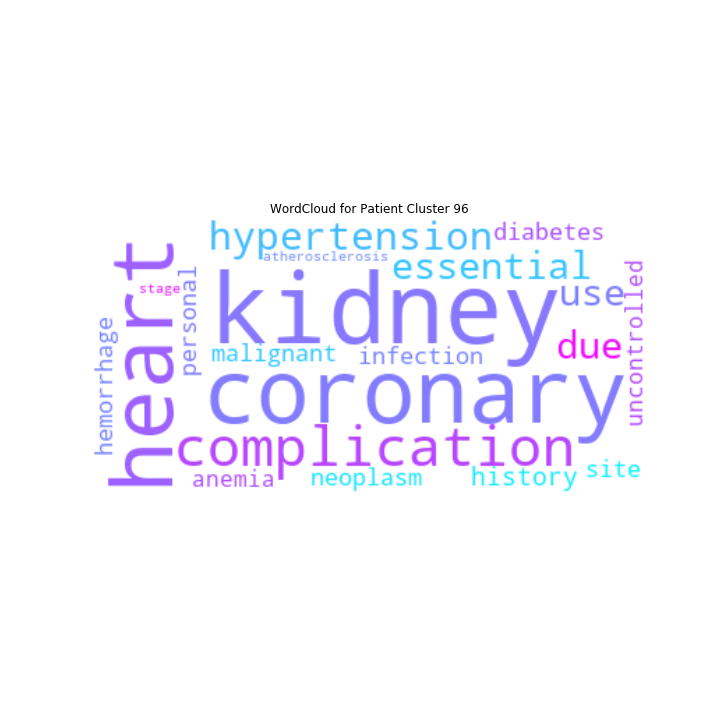 WordCloud for Patient Cluster 96
hypertension
diabetes
atherosclerosis
essential
heart
stage
personal
kidney
use
uncontrolled
hemorrhage
malignant
infection
due
coronary
complication
anemia
neoplasm
history
site